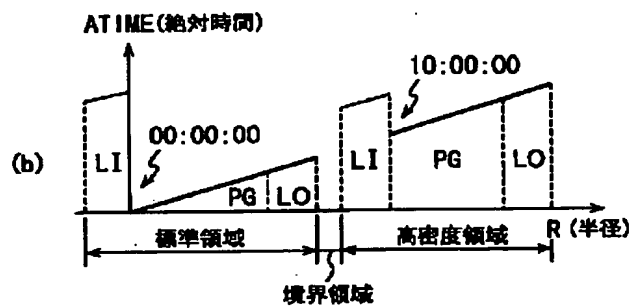 ATIME(絶対時間)
10:00:00
00:00:00
(b)
LI
PG
LO
LI
PG
LO
標準領域
高密度領域
R (半径)
境界領域